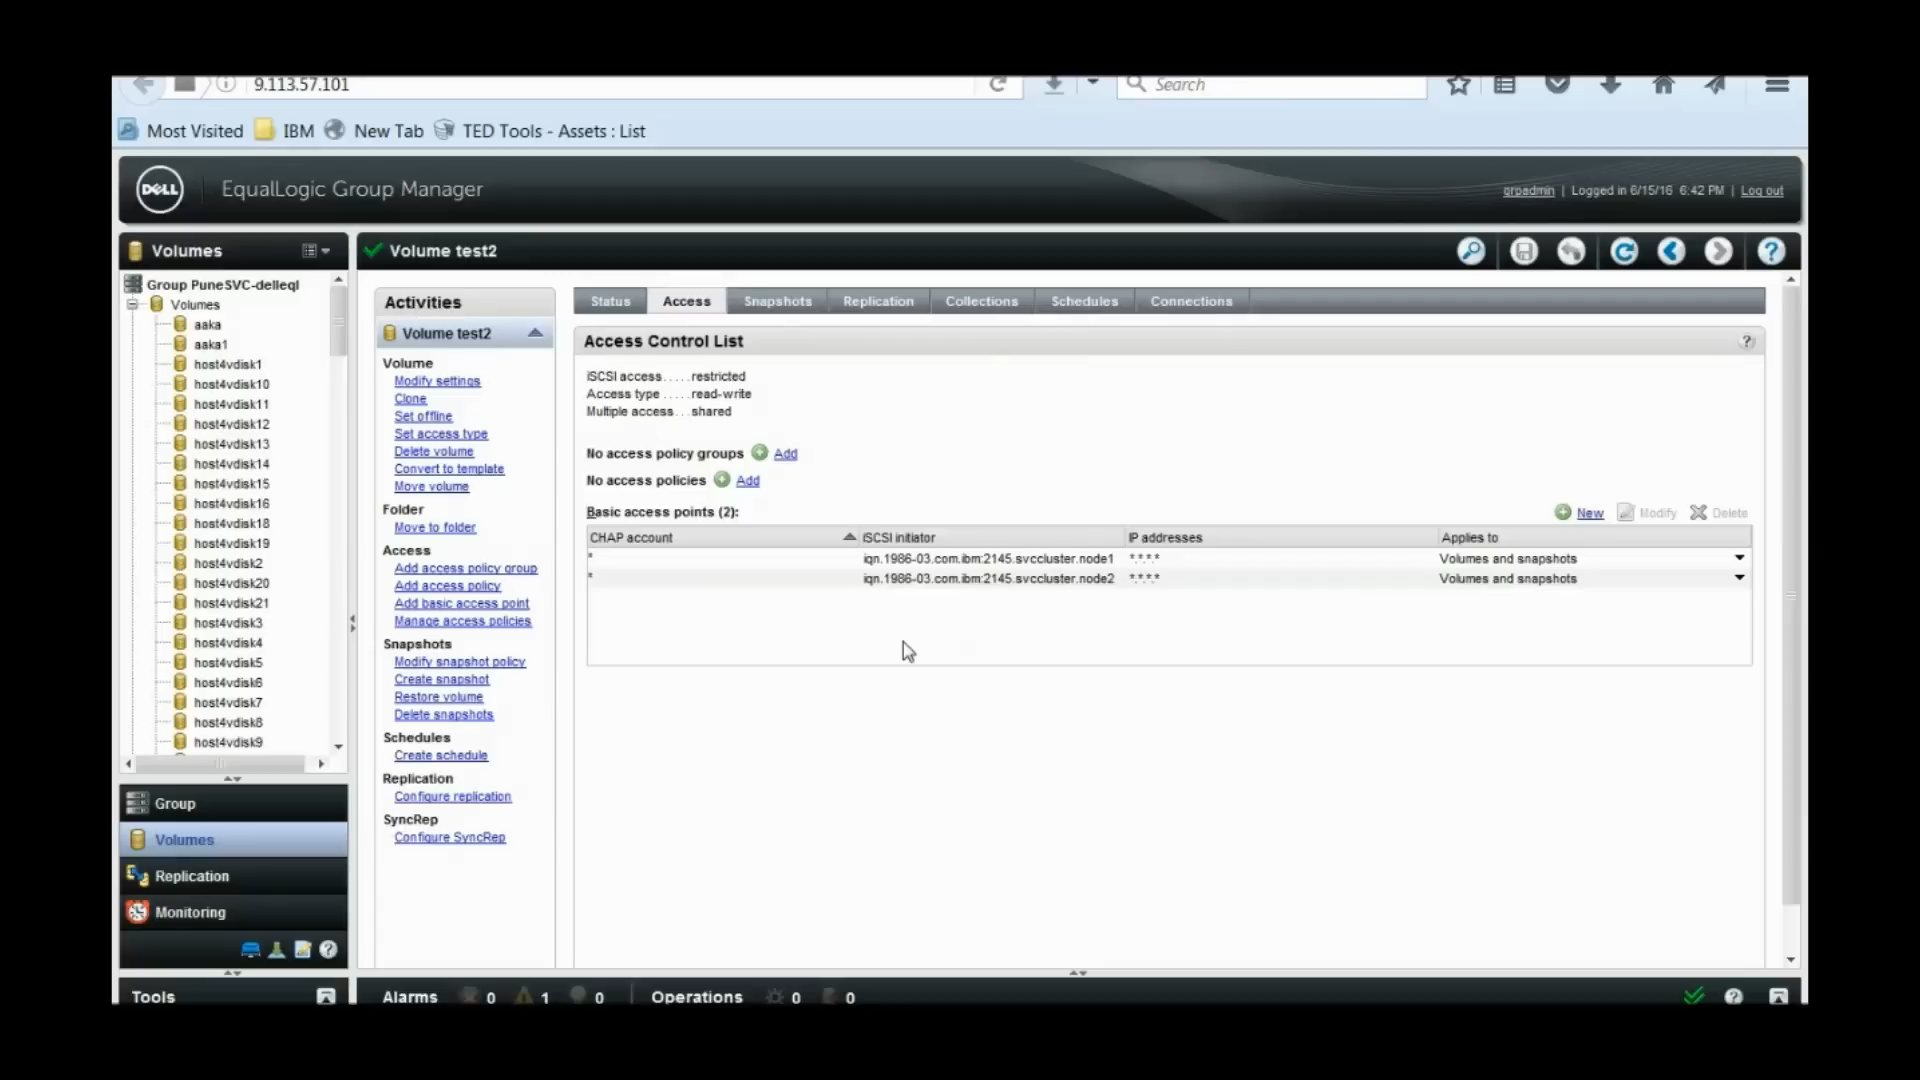 9.113.57.101
Search
Most Visited IBM New Tab TED Tools - Assets : List
DELL EqualLogic Group Manager
grpadmin | Logged in 6/15/16 6:42 PM | Log out
Volumes
Group PuneSVC-delleql
Volumes
aaka
aaka1
host4vdisk1
host4vdisk10
host4vdisk11
host4vdisk12
host4vdisk13
host4vdisk14
host4vdisk15
host4vdisk16
host4vdisk18
host4vdisk19
host4vdisk2
host4vdisk20
host4vdisk21
host4vdisk3
host4vdisk4
host4vdisk5
host4vdisk6
host4vdisk7
host4vdisk8
host4vdisk9
Group
Volumes
Replication
Monitoring
Tools
Volume test2
Activities
Volume test2
Volume
Modify settings
Clone
Set offline
Set access type
Delete volume
Convert to template
Move volume
Folder
Move to folder
Access
Add access policy group
Add access policy
Add basic access point
Manage access policies
Snapshots
Modify snapshot policy
Create snapshot
Restore volume
Delete snapshots
Schedules
Create schedule
Replication
Configure replication
SyncRep
Configure SyncRep
Status Access Snapshots Replication Collections Schedules Connections
Access Control List ?
iSCSI access.....restricted
Access type.....read-write
Multiple access...shared
No access policy groups Add
No access policies Add
Basic access points (2): New Modify Delete
CHAP account iSCSI initiator IP addresses Applies to
* iqn.1986-03.com.ibm:2145.svccluster.node1 *.*.*.* Volumes and snapshots
* iqn.1986-03.com.ibm:2145.svccluster.node2 *.*.*.* Volumes and snapshots
Alarms 0 1 0 Operations 0 0